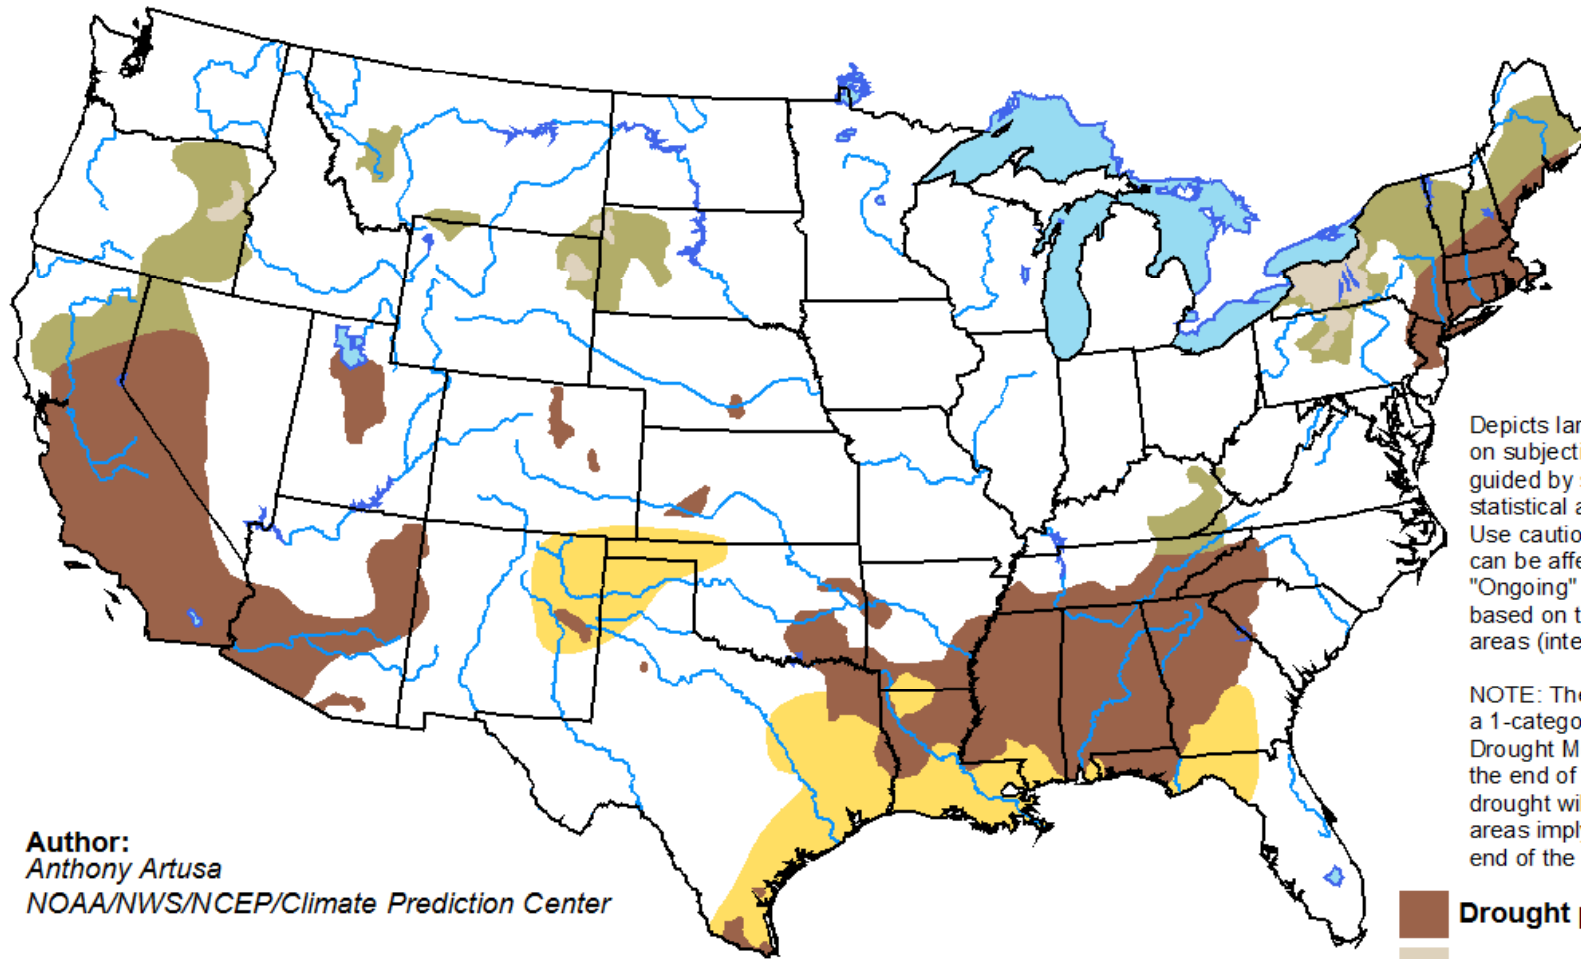 Depicts lar
on subjecti
guided by s
statistical a
Use cautio
can be affe
"Ongoing"
based on t
areas (inte
NOTE: The
a 1-catego
Drought M
the end of
drought wil
areas imply
end of the
Author:
Anthony Artusa
NOAA/NWS/NCEP/Climate Prediction Center
Drought p